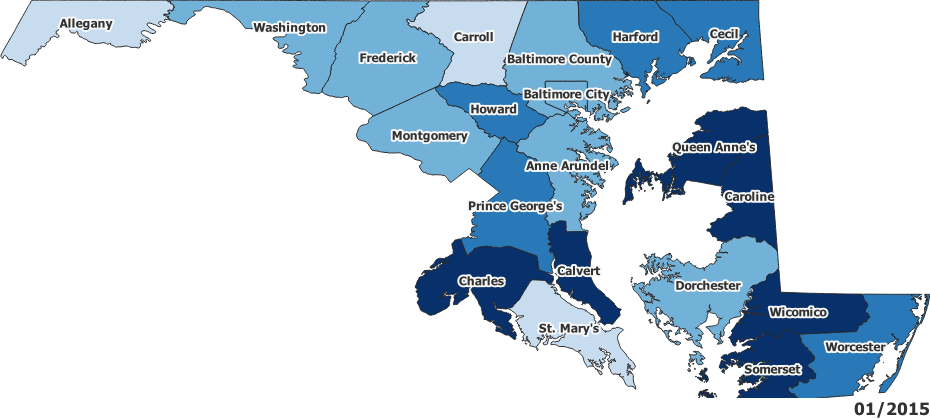 Allegany
Washington
Frederick
Carroll
Baltimore County
Harford
Cecil
Baltimore City
Howard
Montgomery
Anne Arundel
Queen Anne's
Caroline
Prince George's
Charles
Calvert
Dorchester
St. Mary's
Wicomico
Worcester
Somerset
01/2015